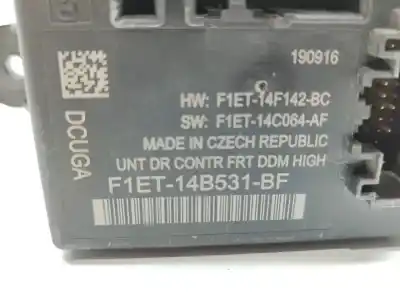 190916
HW: F1ET-14F142-BC
SW: F1ET-14C064-AF
DCUGA
MADE IN CZECH REPUBLIC
UNT DR CONTR FRT DDM HIGH
F1ET-14B531-BF